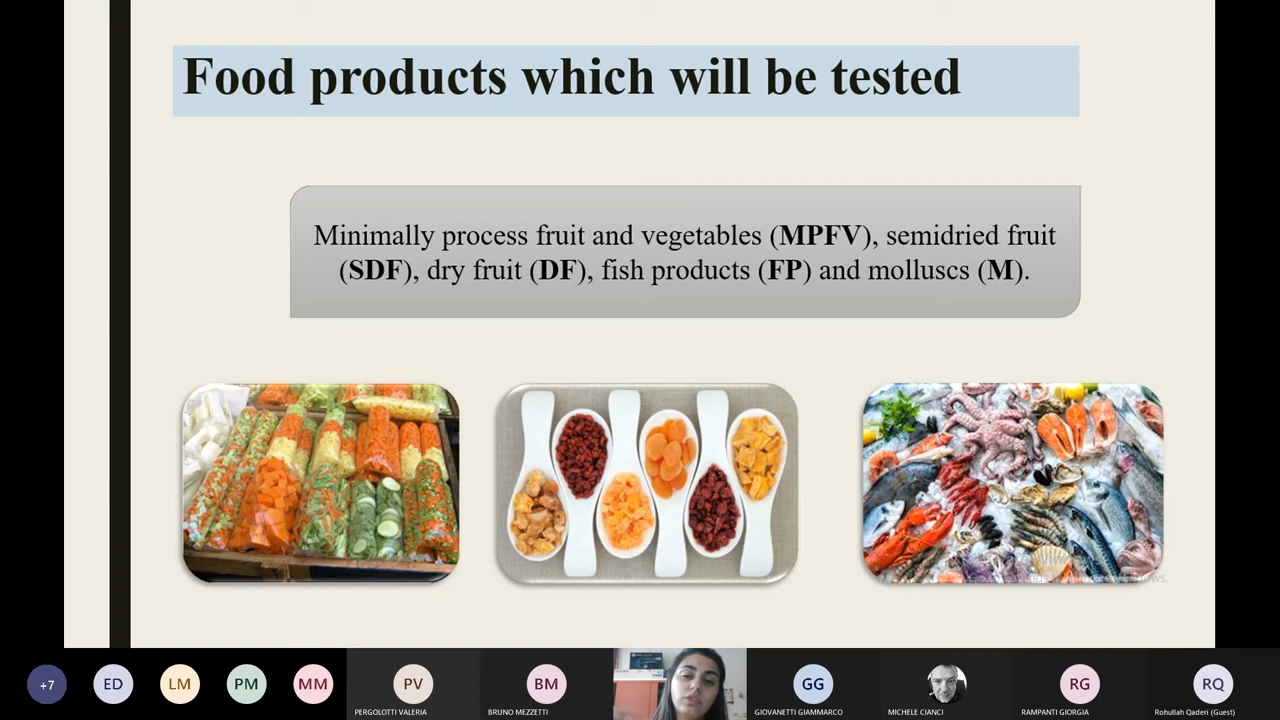 Food products which will be tested
Minimally process fruit and vegetables (MPFV), semidried fruit
(SDF), dry fruit (DF), fish products (FP) and molluscs (M).
+7
ED
LM
PM
MM
PV
PERGOLOTTI VALERIA
BM
BRUNO MEZZETTI
GG
GIOVANETTI GIAMMARCO
MICHELE CIANCI
RG
RAMPANTI GIORGIA
RQ
Rohullah Qaderi (Guest)